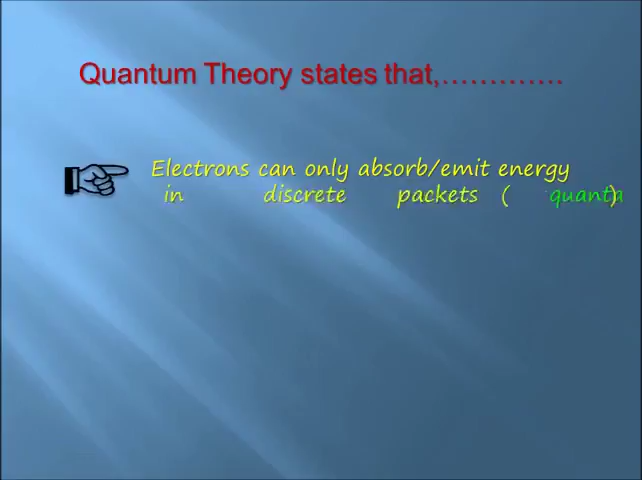 Quantum Theory states that,………….
Electrons can only absorb/emit energy
in discrete packets ( quanta)